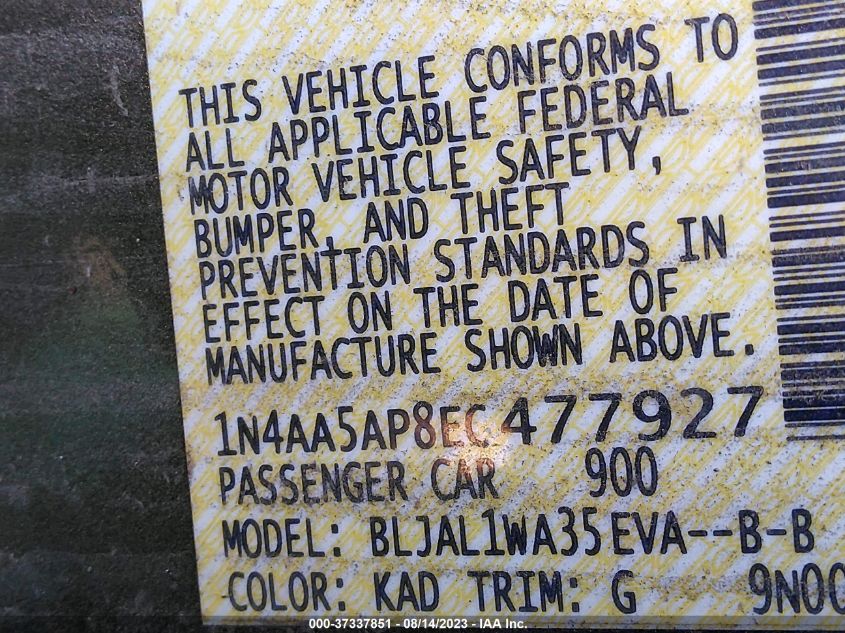 THIS VEHICLE CONFORMS TO
ALL APPLICABLE FEDERAL
MOTOR VEHICLE SAFETY,
BUMPER, AND THEFT
PREVENTION STANDARDS IN
EFFECT ON THE DATE OF
MANUFACTURE SHOWN ABOVE.
1N4AA5AP8EC477927
PASSENGER CAR 900
MODEL: BLJAL1WA35EVA--B-B
COLOR: KAD TRIM: G 9N00
000-37337851 - 08/14/2023 - IAA Inc.